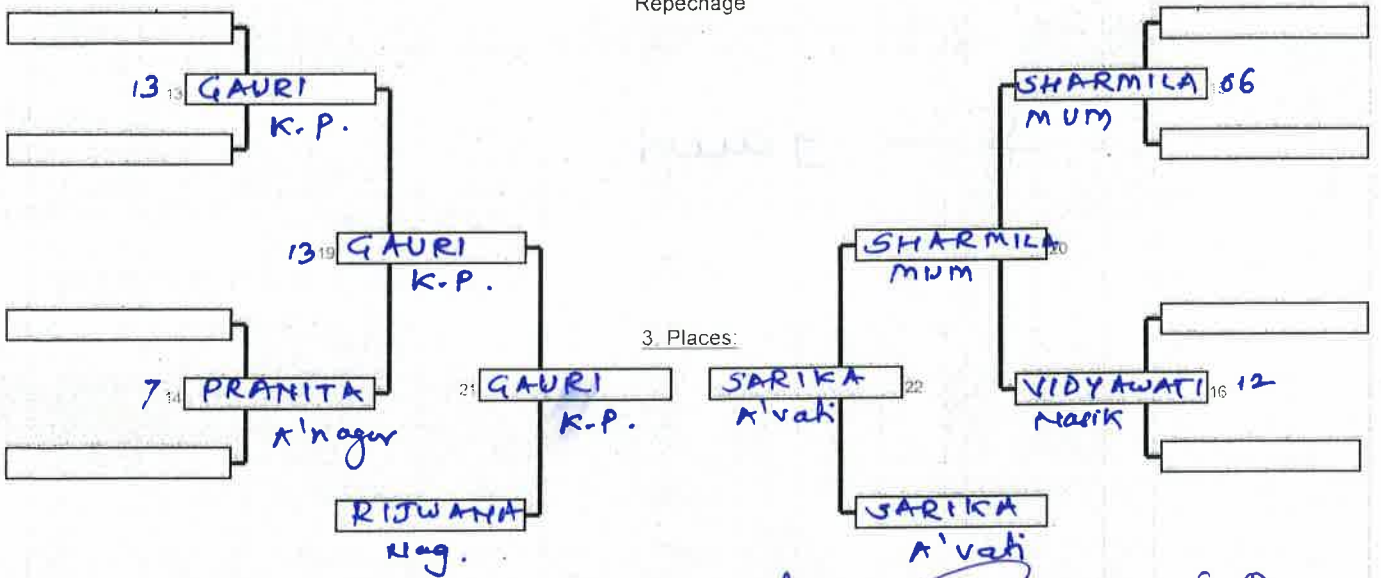 Repechage
13 13 GAURI
K.P.
SHARMILA 06
MUM
13 19 GAURI
K.P.
SHARMILA 20
MUM
3. Places:
7 14 PRANITA
A'nagar
21 GAURI
K.P.
SARIKA 22
A'vati
VIDYAWATI 16 12
Nasik
RIJWANA
Nag.
SARIKA
A'vati